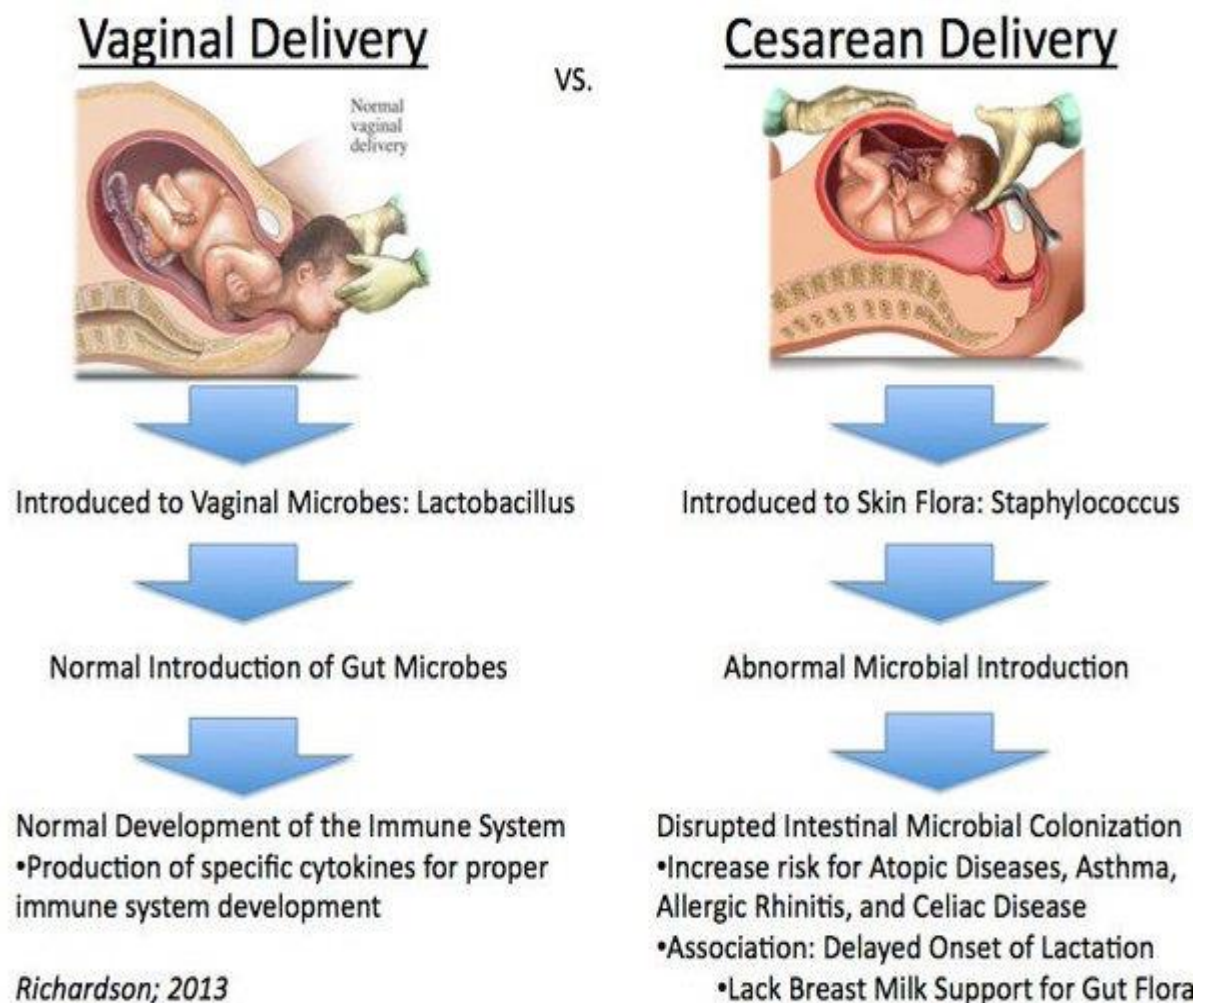 Vaginal Delivery
vs.
Cesarean Delivery
Normal
vaginal
delivery
Introduced to Vaginal Microbes: Lactobacillus
Normal Introduction of Gut Microbes
Normal Development of the Immune System
•Production of specific cytokines for proper
immune system development
Richardson; 2013
Introduced to Skin Flora: Staphylococcus
Abnormal Microbial Introduction
Disrupted Intestinal Microbial Colonization
•Increase risk for Atopic Diseases, Asthma,
Allergic Rhinitis, and Celiac Disease
•Association: Delayed Onset of Lactation
•Lack Breast Milk Support for Gut Flora